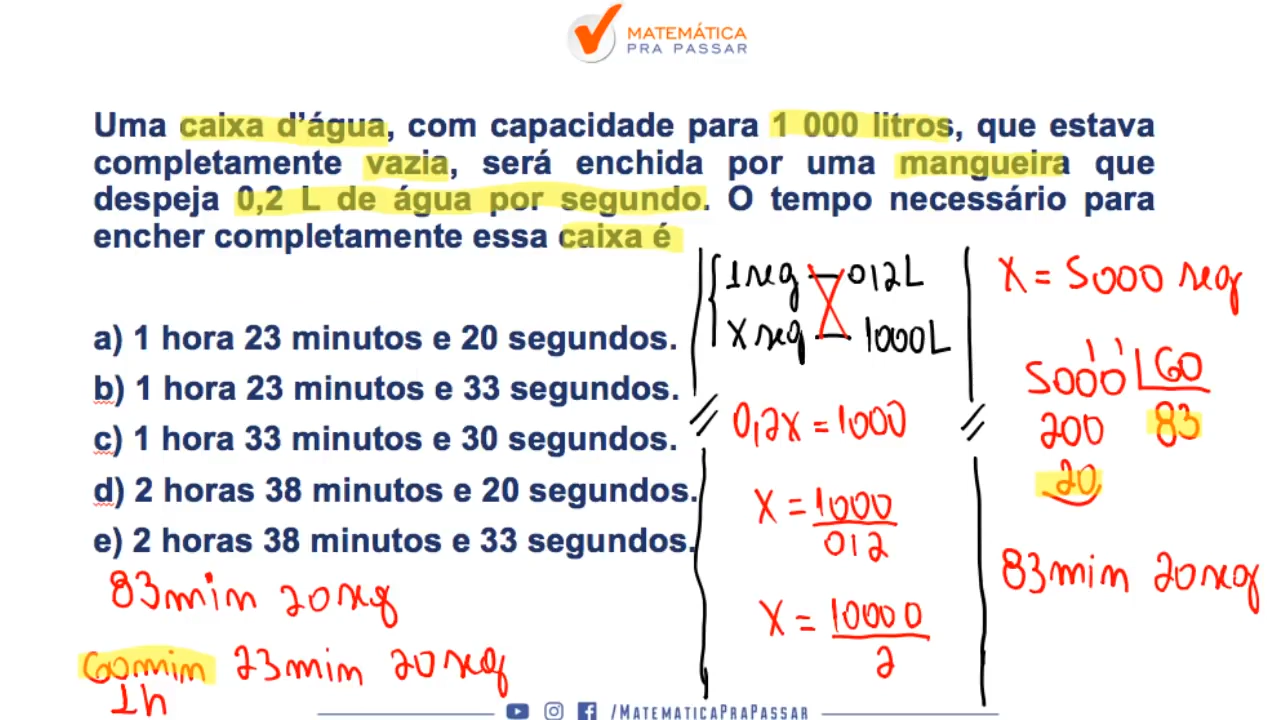 MATEMÁTICA
PRA PASSAR
Uma caixa d'água, com capacidade para 1 000 litros, que estava
completamente vazia, será enchida por uma mangueira que
despeja 0,2 L de água por segundo. O tempo necessário para
encher completamente essa caixa é
a) 1 hora 23 minutos e 20 segundos.
b) 1 hora 23 minutos e 33 segundos.
c) 1 hora 33 minutos e 30 segundos.
d) 2 horas 38 minutos e 20 segundos.
e) 2 horas 38 minutos e 33 segundos.
83min 20seg
60min 23min 20seg
1h
1seg — 0,2L
X seg — 1000L
0,2X = 1000
X = 1000
0,2
X = 10000
2
X = 5000 seg
5000 60
200 83
20
83min 20seg
/MATEMATICAPRAPASSAR